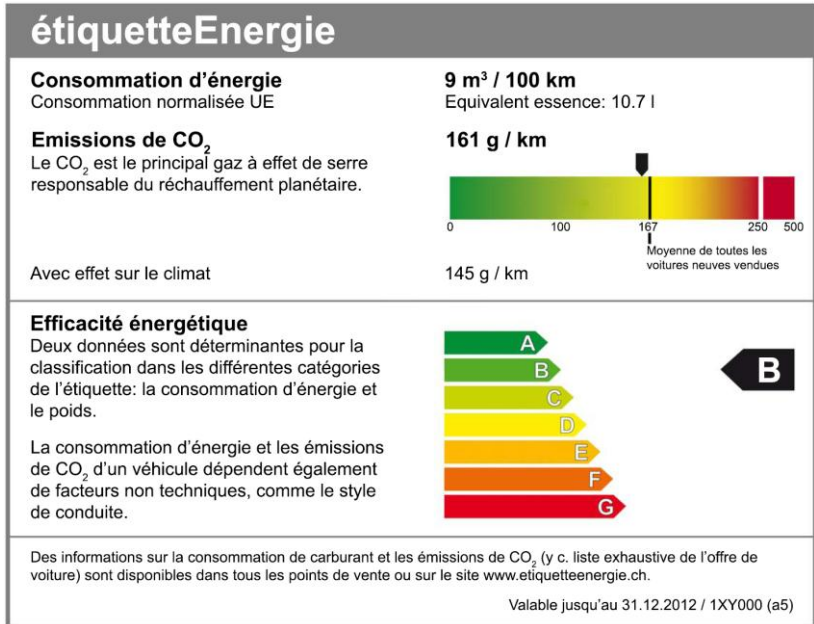 étiquetteEnergie
Consommation d’énergie
Consommation normalisée UE
9 m³ / 100 km
Equivalent essence: 10.7 l
Emissions de CO₂
Le CO₂ est le principal gaz à effet de serre
responsable du réchauffement planétaire.
161 g / km
0 100 167 250 500
Moyenne de toutes les
voitures neuves vendues
Avec effet sur le climat
145 g / km
Efficacité énergétique
Deux données sont déterminantes pour la
classification dans les différentes catégories
de l’étiquette: la consommation d’énergie et
le poids.
La consommation d’énergie et les émissions
de CO₂ d’un véhicule dépendent également
de facteurs non techniques, comme le style
de conduite.
A
B
C
D
E
F
G
B
Des informations sur la consommation de carburant et les émissions de CO₂ (y c. liste exhaustive de l’offre de
voiture) sont disponibles dans tous les points de vente ou sur le site www.etiquetteenergie.ch.
Valable jusqu’au 31.12.2012 / 1XY000 (a5)